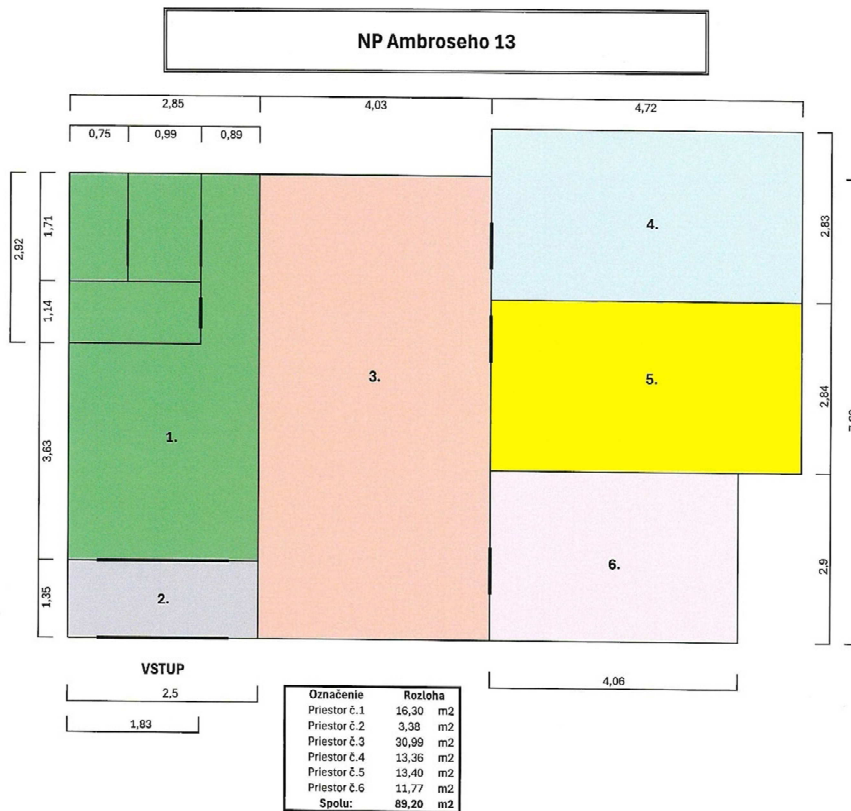 NP Ambroseho 13
2,85 4,03 4,72
0,75 0,99 0,89
2,92
1,71
1,14
3,63
1,35
1.
2.
3.
4.
5.
6.
2,83
2,84
2,9
VSTUP
2,5
1,83
4,06
Označenie Rozloha
Priestor č.1 16,30 m2
Priestor č.2 3,38 m2
Priestor č.3 30,99 m2
Priestor č.4 13,36 m2
Priestor č.5 13,40 m2
Priestor č.6 11,77 m2
Spolu: 89,20 m2